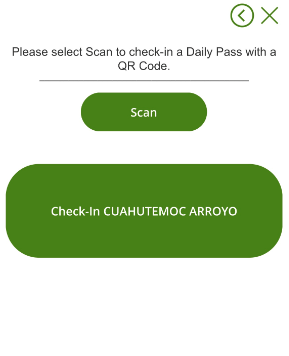 Please select Scan to check-in a Daily Pass with a
QR Code.
Scan
Check-In CUAHUTEMOC ARROYO